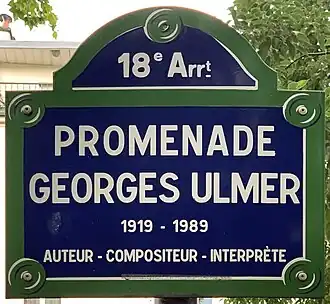 18e Arrt
PROMENADE
GEORGES ULMER
1919 - 1989
AUTEUR - COMPOSITEUR - INTERPRÈTE